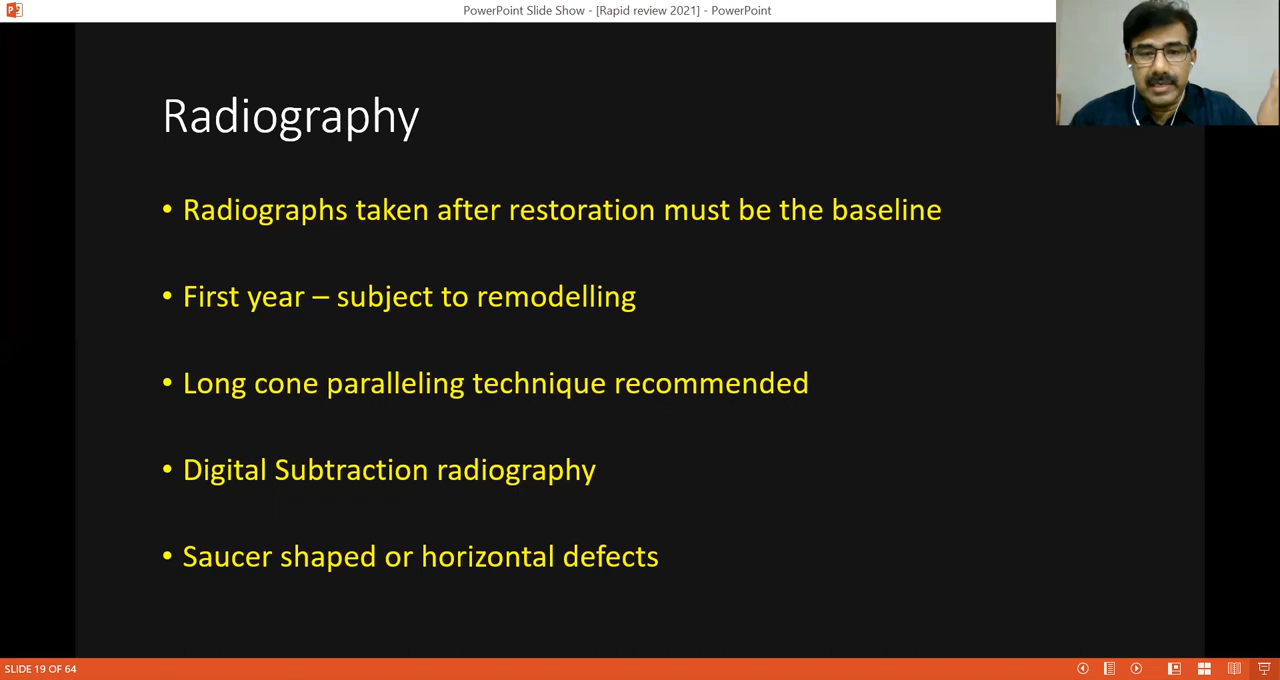 PowerPoint Slide Show - [Rapid review 2021] - PowerPoint
Radiography
• Radiographs taken after restoration must be the baseline
• First year – subject to remodelling
• Long cone paralleling technique recommended
• Digital Subtraction radiography
• Saucer shaped or horizontal defects
SLIDE 19 OF 64